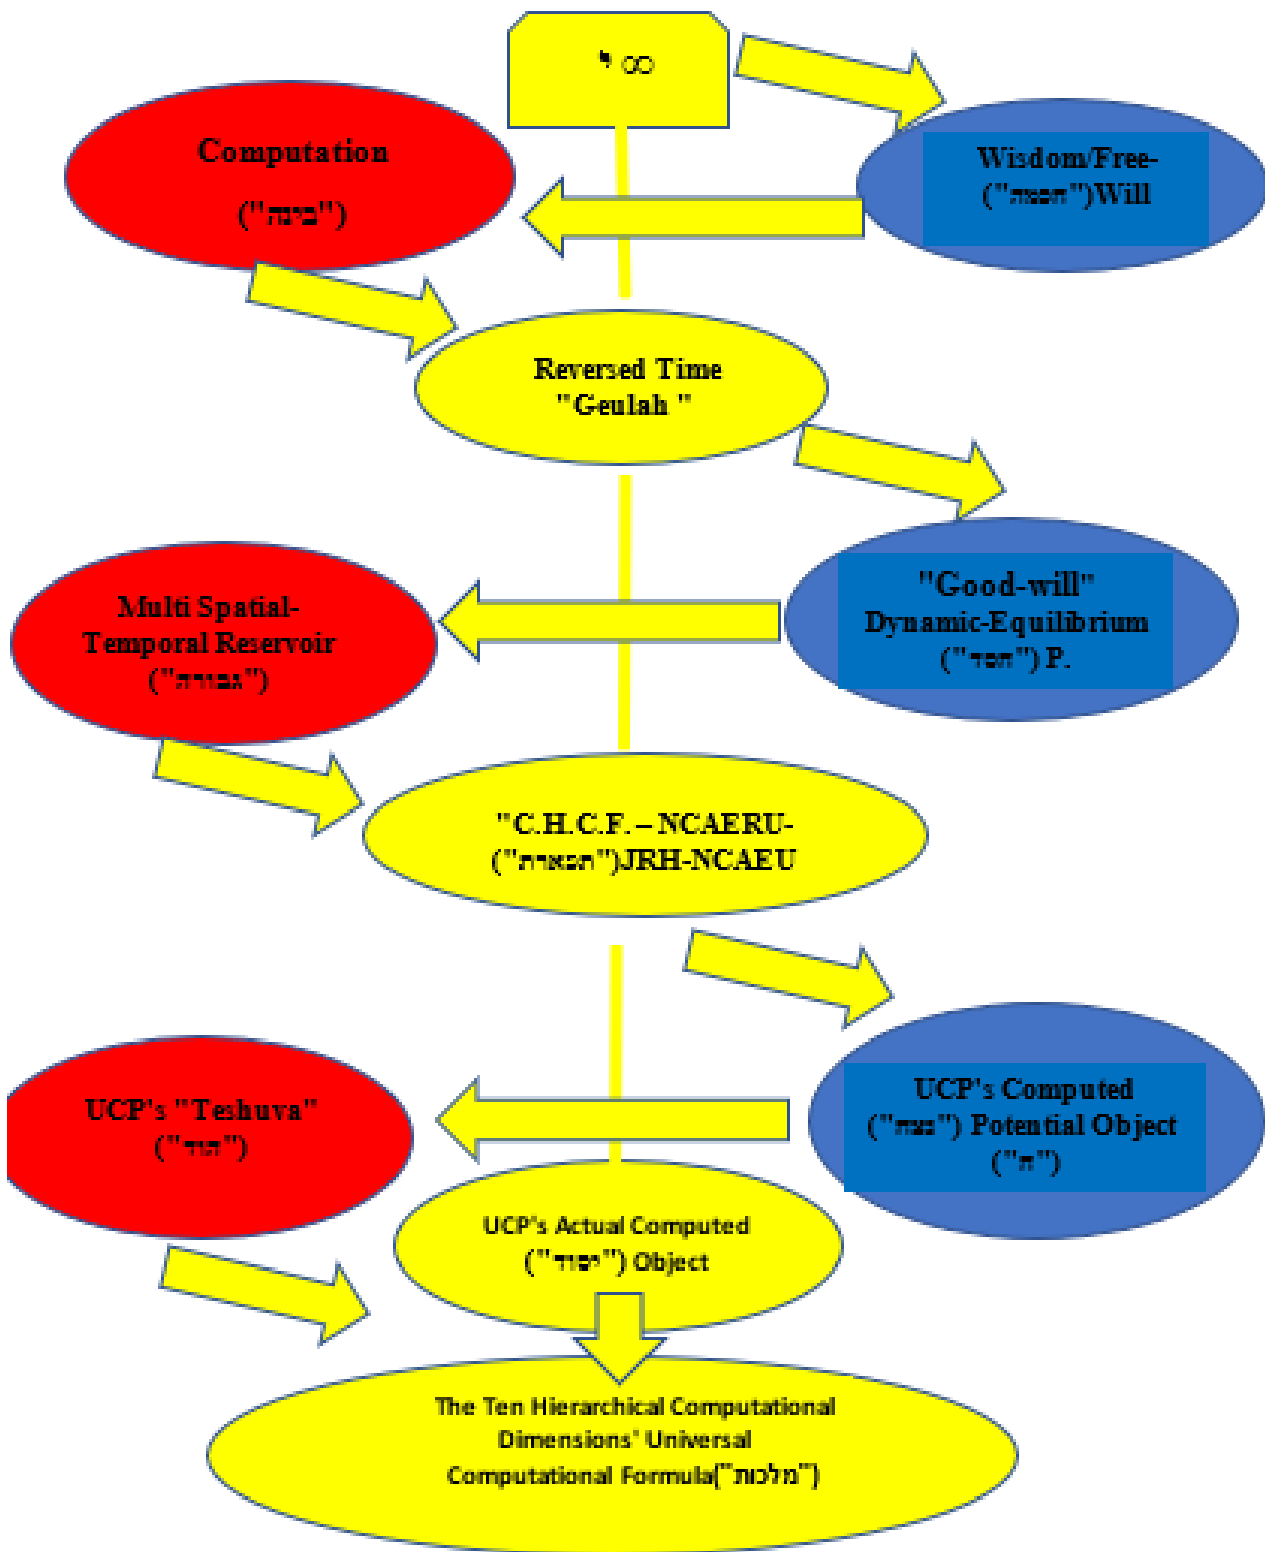 י ∞
Computation
("בינה")
Wisdom/Free-
("חכמה")Will
Reversed Time
"Geulah "
"Good-will"
Dynamic-Equilibrium
("חסד") P.
Multi Spatial-
Temporal Reservoir
("גבורה")
"C.H.C.F. – NCAERU-
("תפארת")JRH-NCAEU
UCP's Computed
("נצח") Potential Object
UCP's "Teshuva"
("הוד")
UCP's Actual Computed
("יסוד") Object
The Ten Hierarchical Computational
Dimensions' Universal
Computational Formula("מלכות")